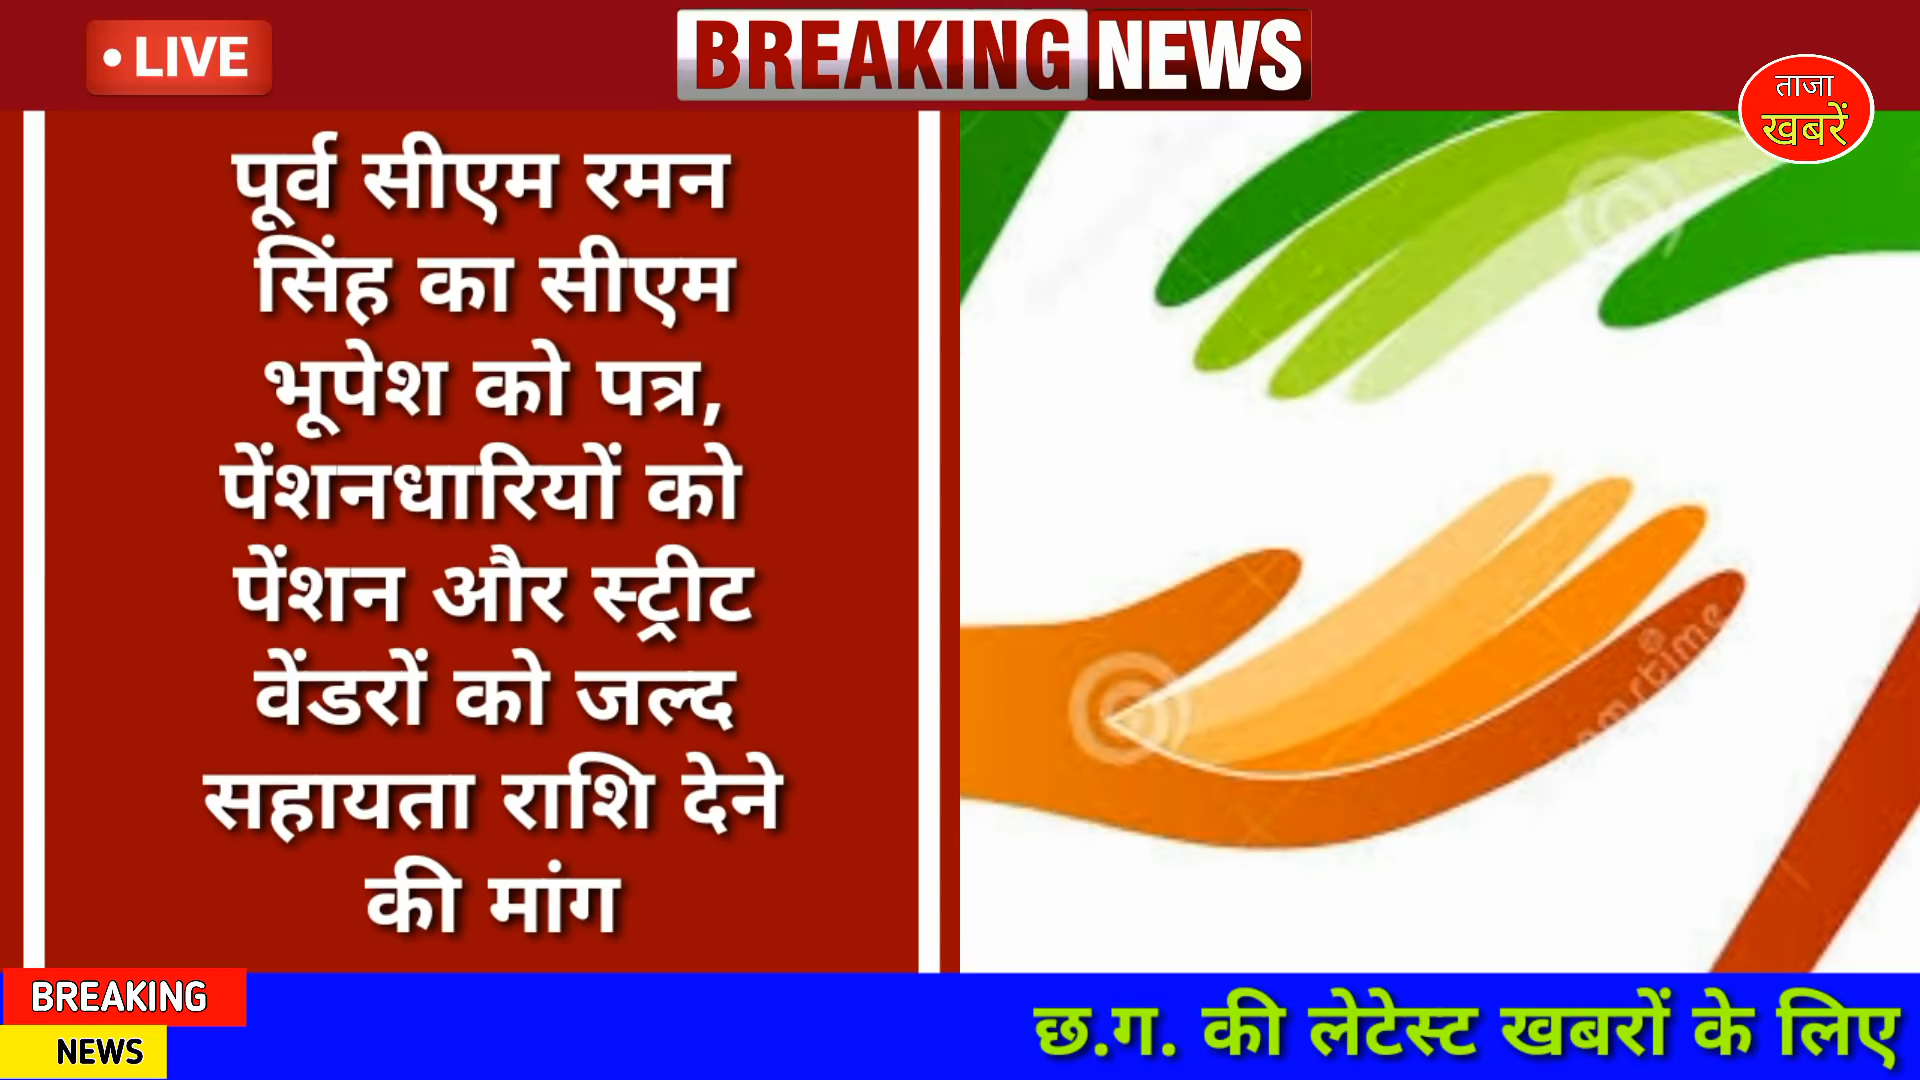 • LIVE
BREAKING NEWS
ताजा
खबरें
पूर्व सीएम रमन
सिंह का सीएम
भूपेश को पत्र,
पेंशनधारियों को
पेंशन और स्ट्रीट
वेंडरों को जल्द
सहायता राशि देने
की मांग
BREAKING
NEWS
छ.ग. की लेटेस्ट खबरों के लिए